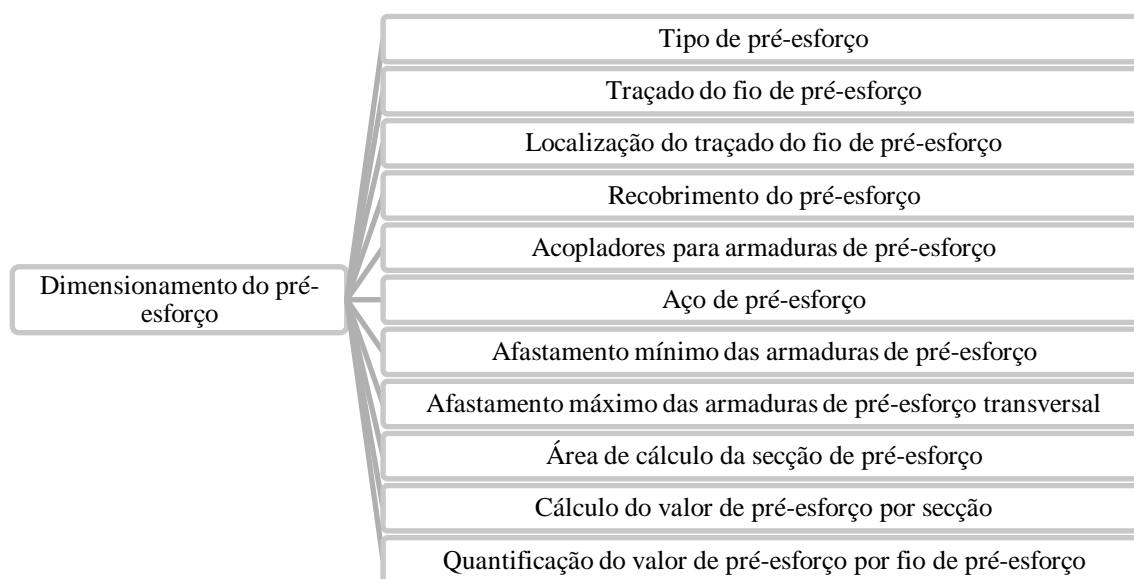 Dimensionamento do pré-
esforço
Tipo de pré-esforço
Traçado do fio de pré-esforço
Localização do traçado do fio de pré-esforço
Recobrimento do pré-esforço
Acopladores para armaduras de pré-esforço
Aço de pré-esforço
Afastamento mínimo das armaduras de pré-esforço
Afastamento máximo das armaduras de pré-esforço transversal
Área de cálculo da secção de pré-esforço
Cálculo do valor de pré-esforço por secção
Quantificação do valor de pré-esforço por fio de pré-esforço